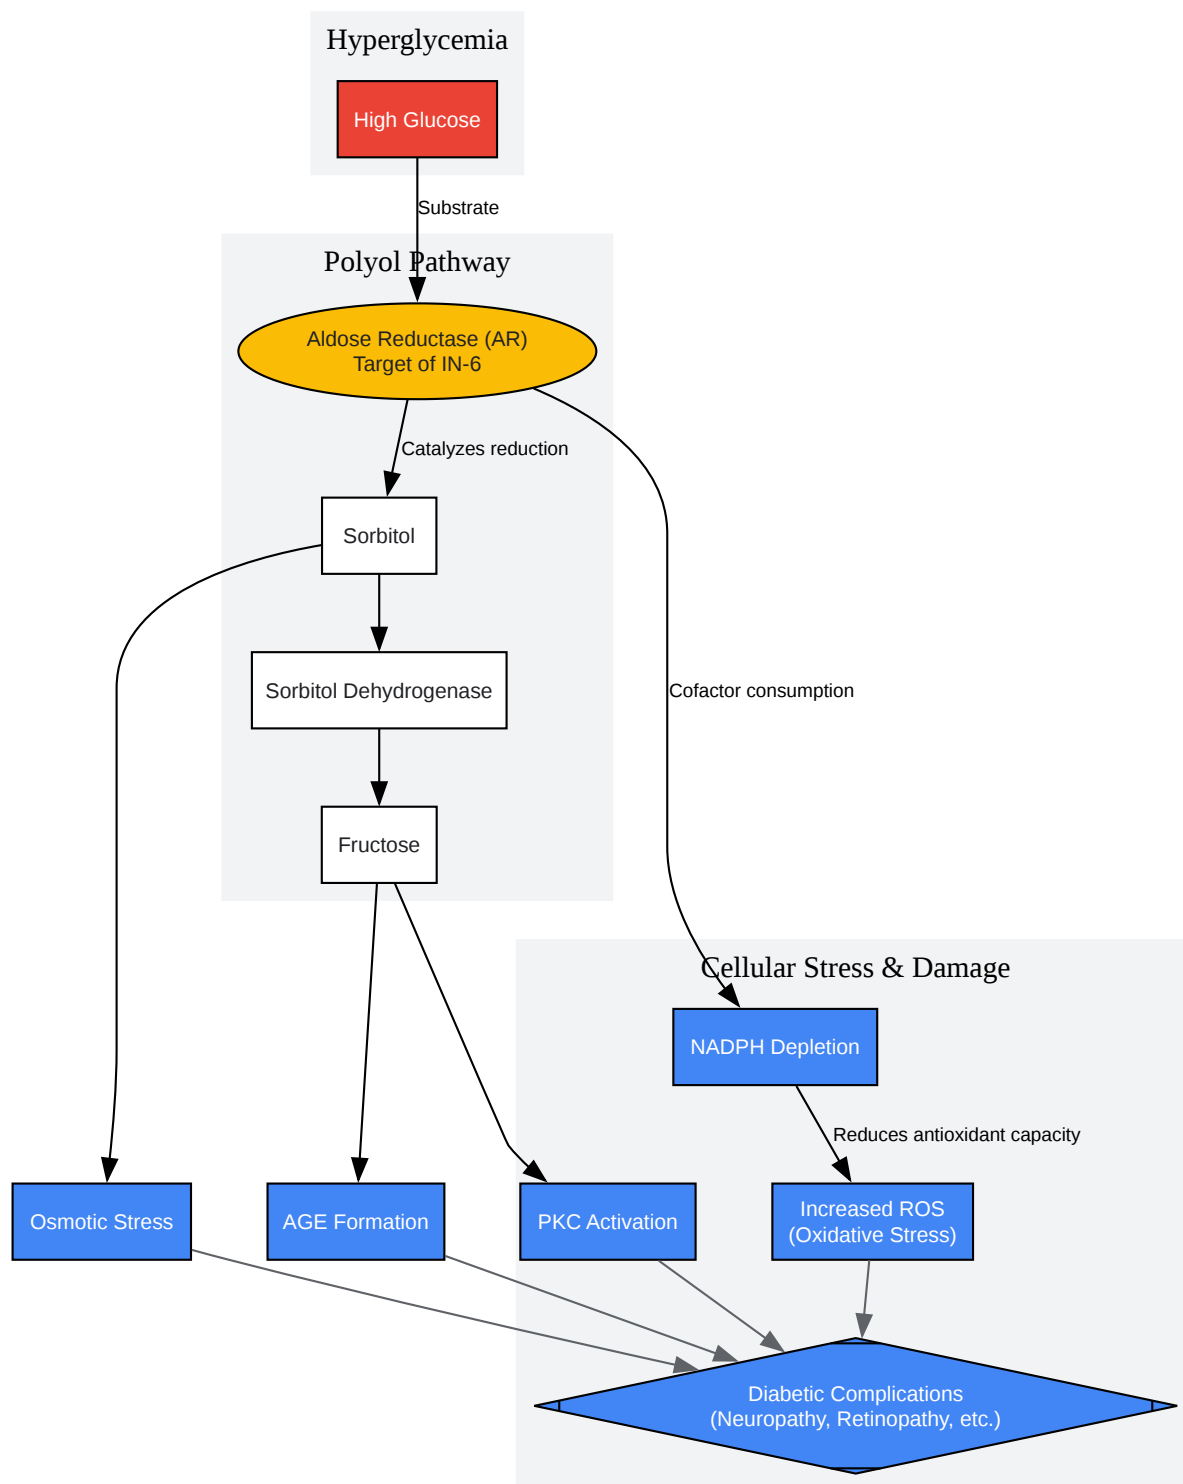 Hyperglycemia
High Glucose
Substrate
Polyol Pathway
Aldose Reductase (AR)
Target of IN-6
Catalyzes reduction
Sorbitol
Sorbitol Dehydrogenase
Cofactor consumption
Fructose
Cellular Stress & Damage
NADPH Depletion
Reduces antioxidant capacity
Osmotic Stress
AGE Formation
PKC Activation
Increased ROS
(Oxidative Stress)
Diabetic Complications
(Neuropathy, Retinopathy, etc.)